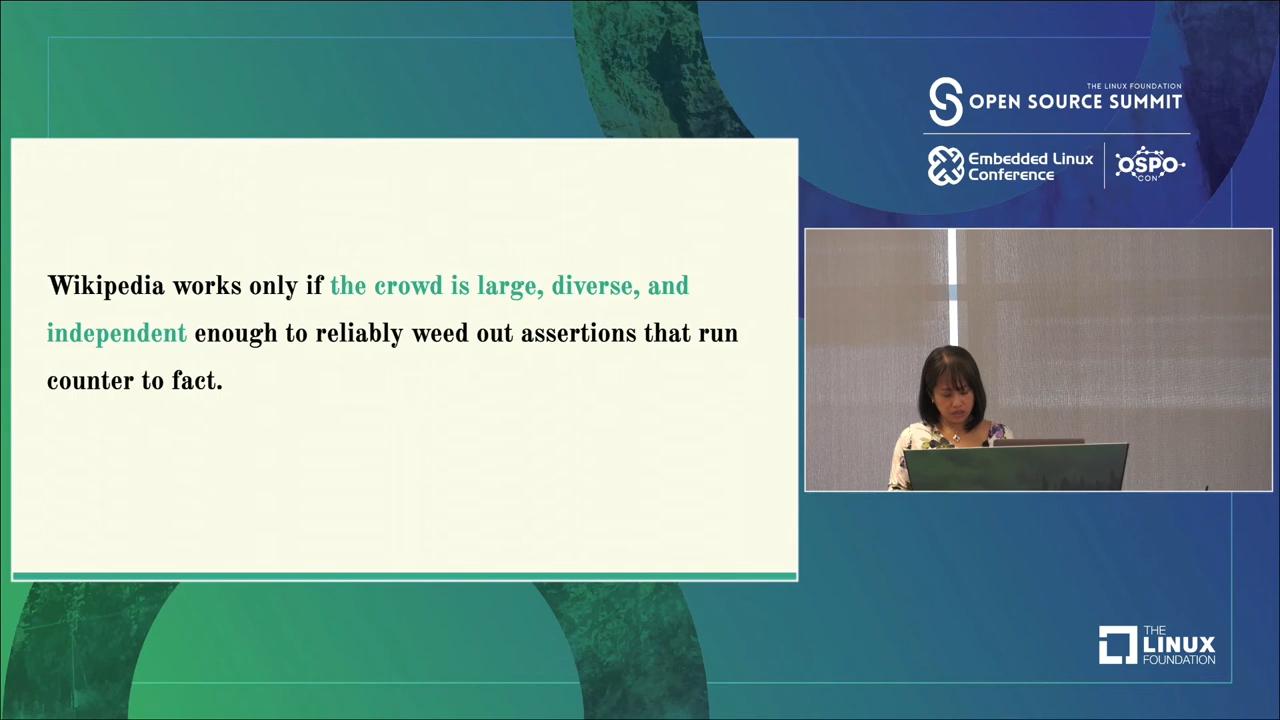 THE LINUX FOUNDATION
OPEN SOURCE SUMMIT
Embedded Linux
Conference
OSPO
CON
Wikipedia works only if the crowd is large, diverse, and
independent enough to reliably weed out assertions that run
counter to fact.
THE
LINUX
FOUNDATION